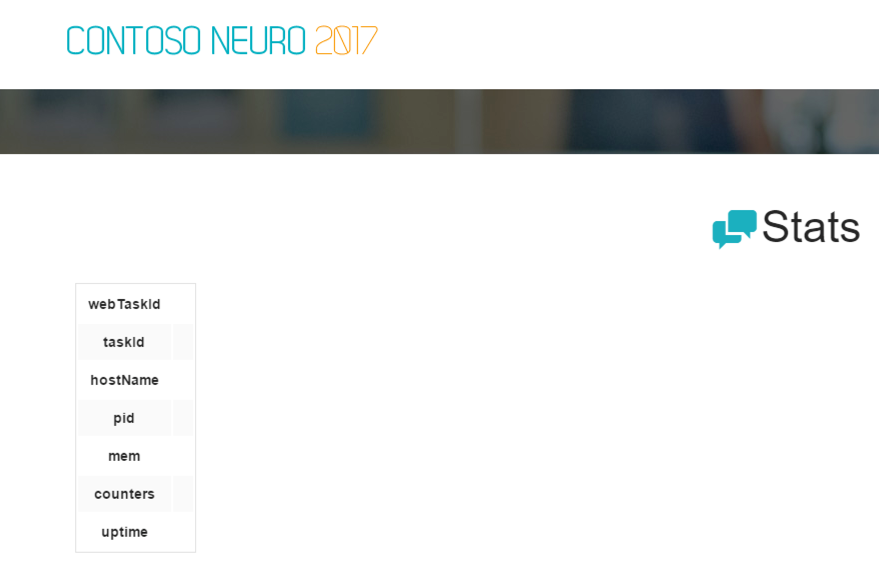 CONTOSO NEURO 2017
Stats
webTaskId
taskId
hostName
pid
mem
counters
uptime